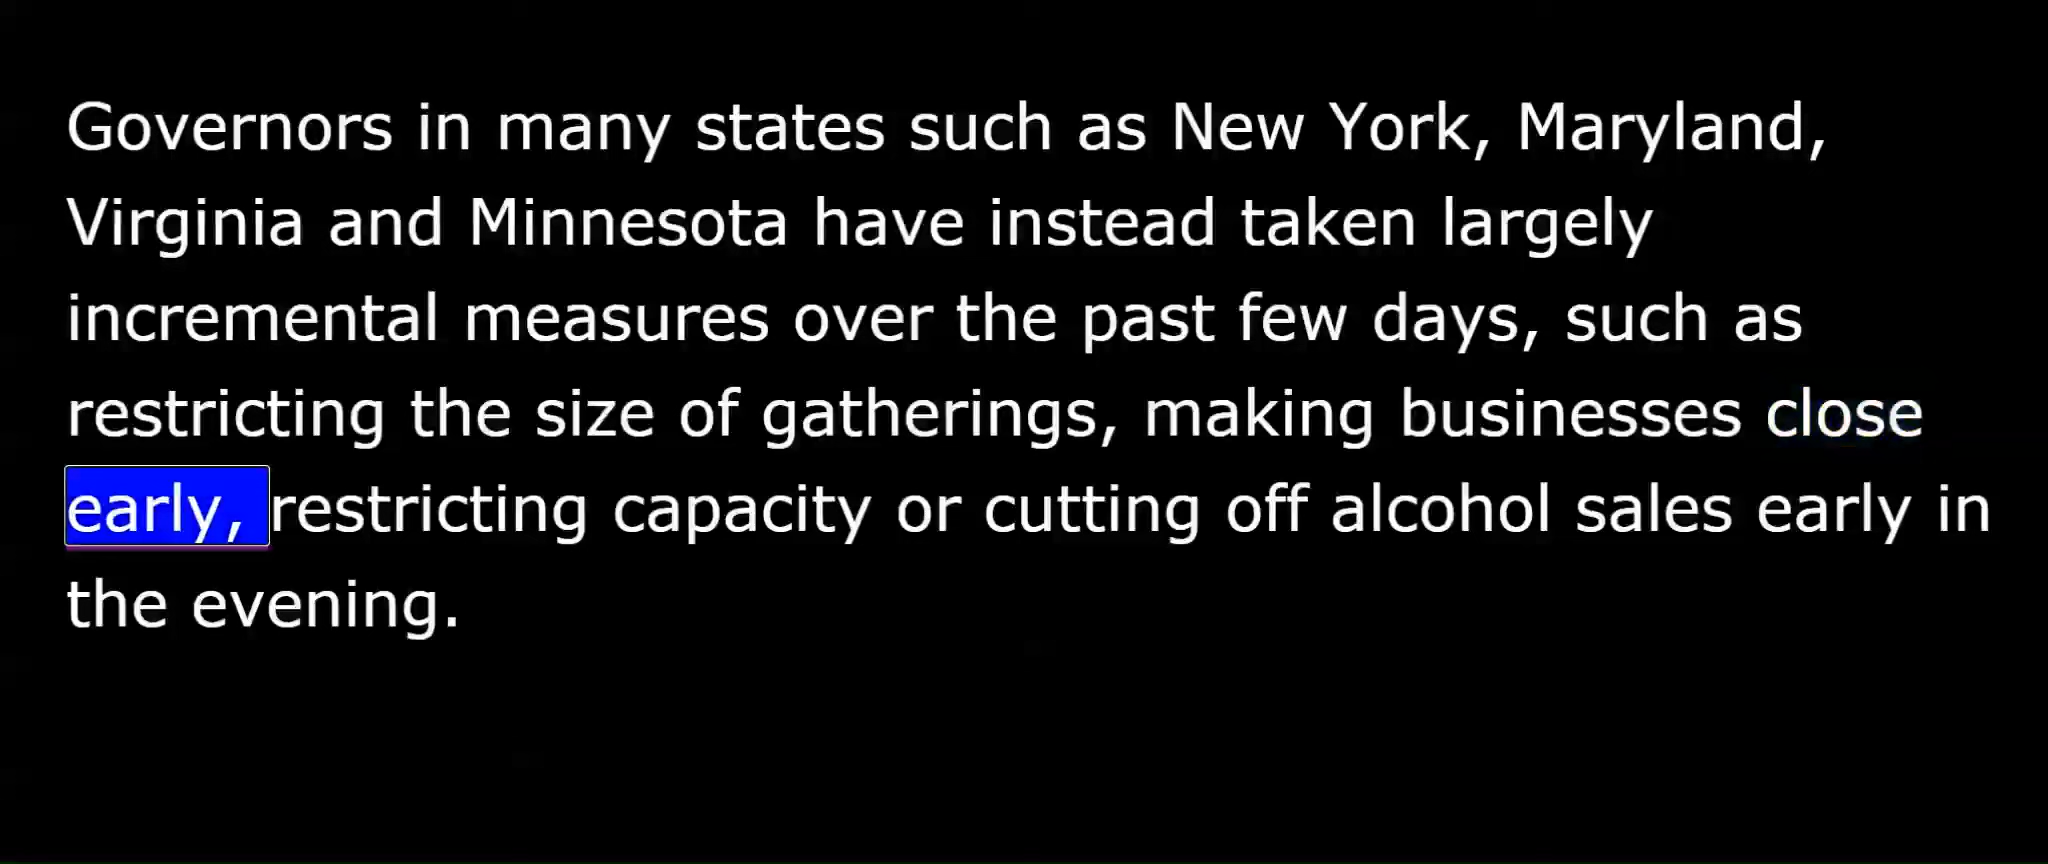 Governors in many states such as New York, Maryland,
Virginia and Minnesota have instead taken largely
incremental measures over the past few days, such as
restricting the size of gatherings, making businesses close
early, restricting capacity or cutting off alcohol sales early in
the evening.